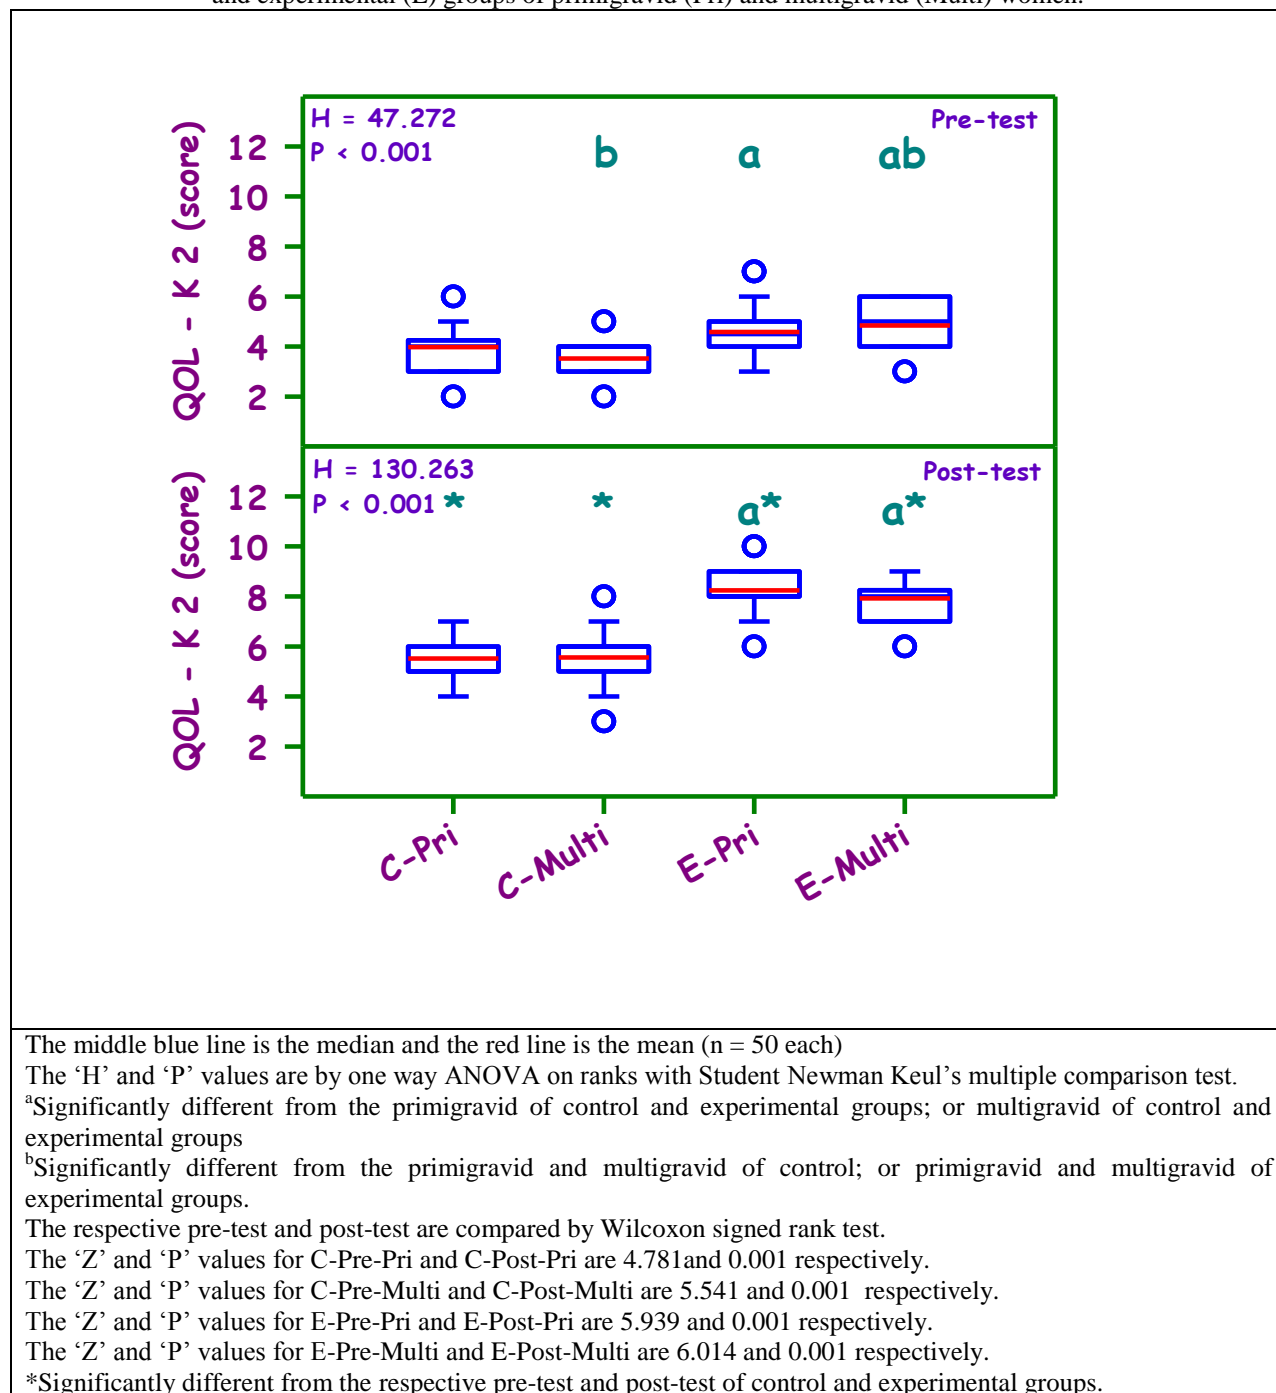 and experimental (E) groups of primigravid (Pri) and multigravid (Multi) women.
H = 47.272
Pre-test
P < 0.001
b
a
ab
QOL - K 2 (score)
12
10
8
6
4
2
H = 130.263
Post-test
P < 0.001
*
*
a*
a*
QOL - K 2 (score)
12
10
8
6
4
2
C-Pri
C-Multi
E-Pri
E-Multi
The middle blue line is the median and the red line is the mean (n = 50 each)
The ‘H’ and ‘P’ values are by one way ANOVA on ranks with Student Newman Keul’s multiple comparison test.
ᵃSignificantly different from the primigravid of control and experimental groups; or multigravid of control and
experimental groups
ᵇSignificantly different from the primigravid and multigravid of control; or primigravid and multigravid of
experimental groups.
The respective pre-test and post-test are compared by Wilcoxon signed rank test.
The ‘Z’ and ‘P’ values for C-Pre-Pri and C-Post-Pri are 4.781and 0.001 respectively.
The ‘Z’ and ‘P’ values for C-Pre-Multi and C-Post-Multi are 5.541 and 0.001 respectively.
The ‘Z’ and ‘P’ values for E-Pre-Pri and E-Post-Pri are 5.939 and 0.001 respectively.
The ‘Z’ and ‘P’ values for E-Pre-Multi and E-Post-Multi are 6.014 and 0.001 respectively.
*Significantly different from the respective pre-test and post-test of control and experimental groups.